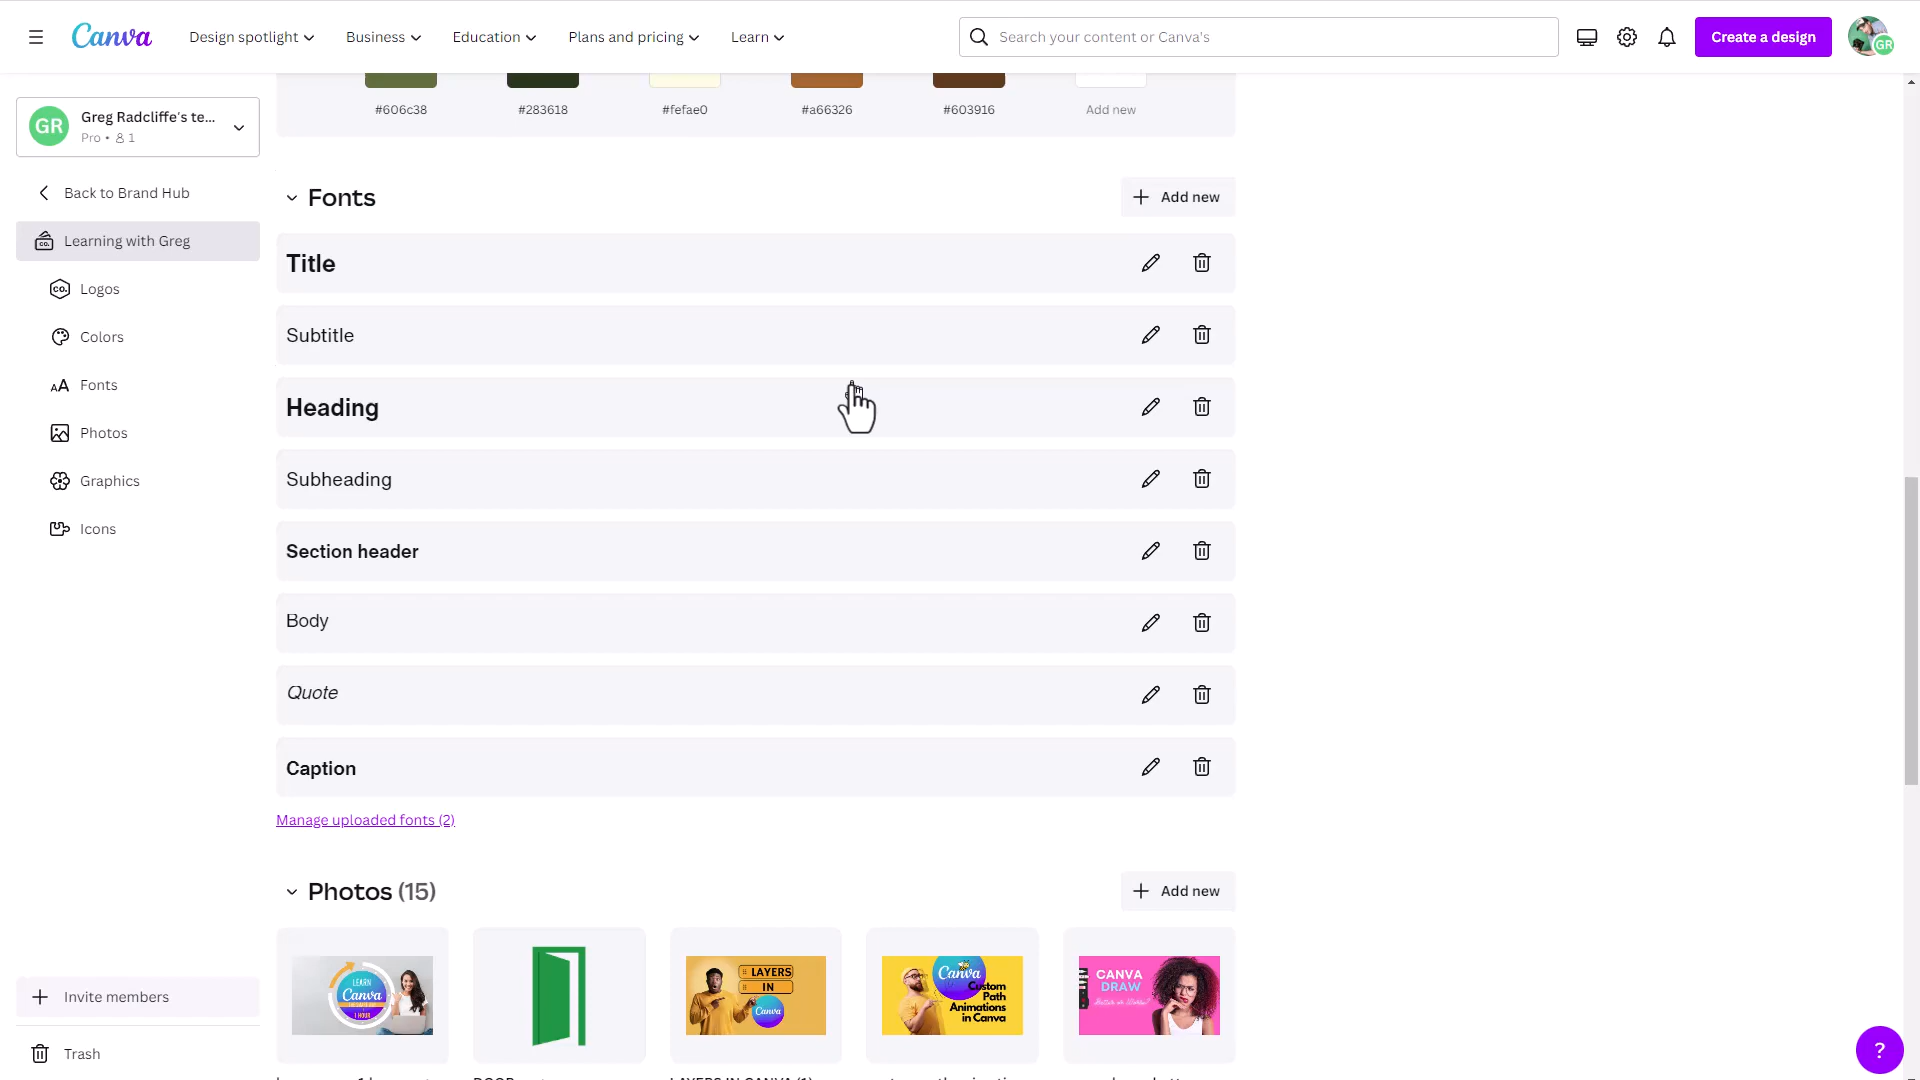 Canva
Design spotlight
Business
Education
Plans and pricing
Learn
Search your content or Canva's
Create a design
GR
GR
Greg Radcliffe's te...
Pro • 1
Back to Brand Hub
Learning with Greg
Logos
Colors
Fonts
Photos
Graphics
Icons
Invite members
Trash
#606c38
#283618
#fefae0
#a66326
#603916
Add new
Fonts
Add new
Title
Subtitle
Heading
Subheading
Section header
Body
Quote
Caption
Manage uploaded fonts (2)
Photos (15)
Add new
LEARN
Canva
1 HOUR
LAYERS
IN
Canva
Canva
Custom
Path
Animations
in Canva
CANVA
DRAW
?